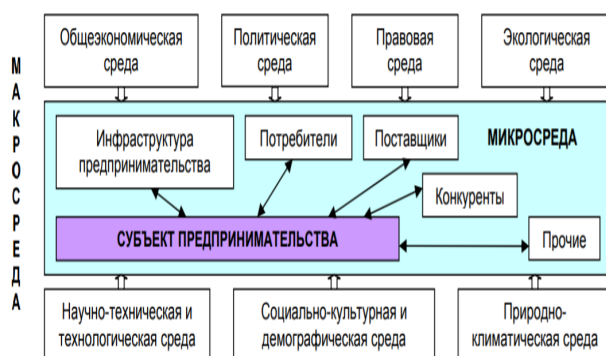 МАКРОСРЕДА
Общеэкономическая
среда
Политическая
среда
Правовая
среда
Экологическая
среда
Инфраструктура
предпринимательства
Потребители
Поставщики
МИКРОСРЕДА
Конкуренты
СУБЪЕКТ ПРЕДПРИНИМАТЕЛЬСТВА
Прочие
Научно-техническая и
технологическая среда
Социально-культурная и
демографическая среда
Природно-
климатическая среда